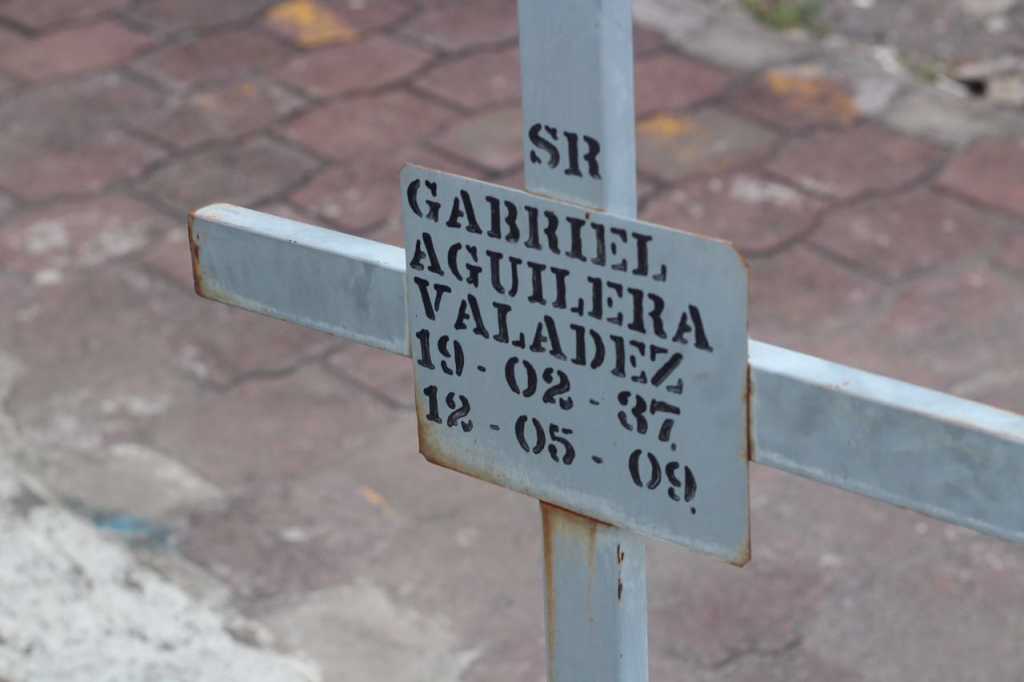 SR
GABRIEL
AGUILERA
VALADEZ
19 - 02 - 37.
12 - 05 - 09.